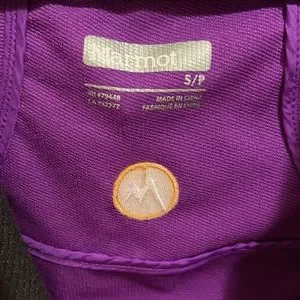 Marmot
S/P
MADE IN CHINA
FABRIQUÉ EN CHINE